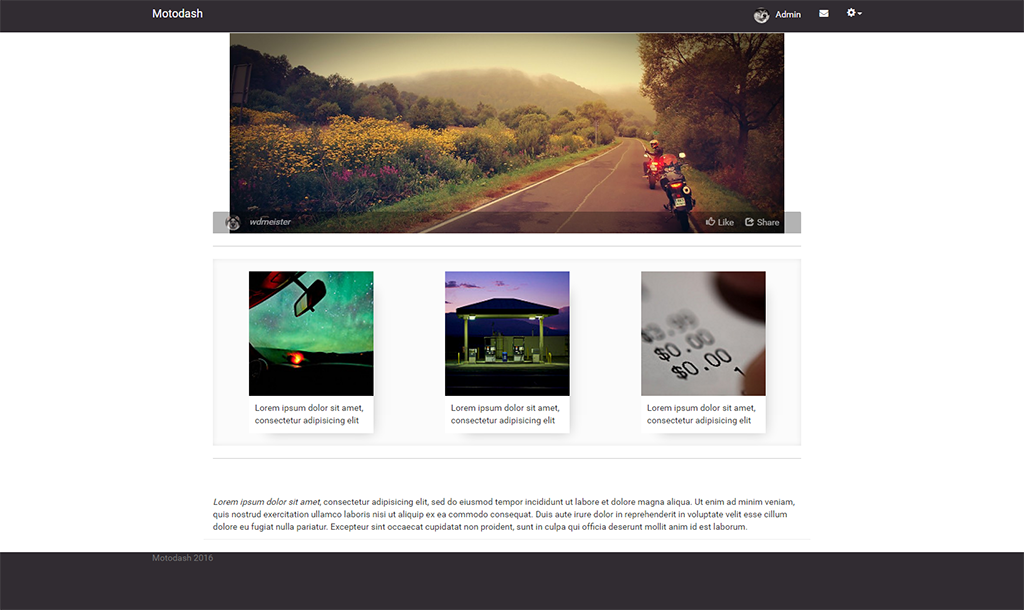 Motodash
Admin
wdmeister
Like
Share
$3.99
$0.00
$0.00
1
Lorem ipsum dolor sit amet,
consectetur adipisicing elit
Lorem ipsum dolor sit amet,
consectetur adipisicing elit
Lorem ipsum dolor sit amet,
consectetur adipisicing elit
Lorem ipsum dolor sit amet, consectetur adipisicing elit, sed do eiusmod tempor incididunt ut labore et dolore magna aliqua. Ut enim ad minim veniam,
quis nostrud exercitation ullamco laboris nisi ut aliquip ex ea commodo consequat. Duis aute irure dolor in reprehenderit in voluptate velit esse cillum
dolore eu fugiat nulla pariatur. Excepteur sint occaecat cupidatat non proident, sunt in culpa qui officia deserunt mollit anim id est laborum.
Motodash 2016